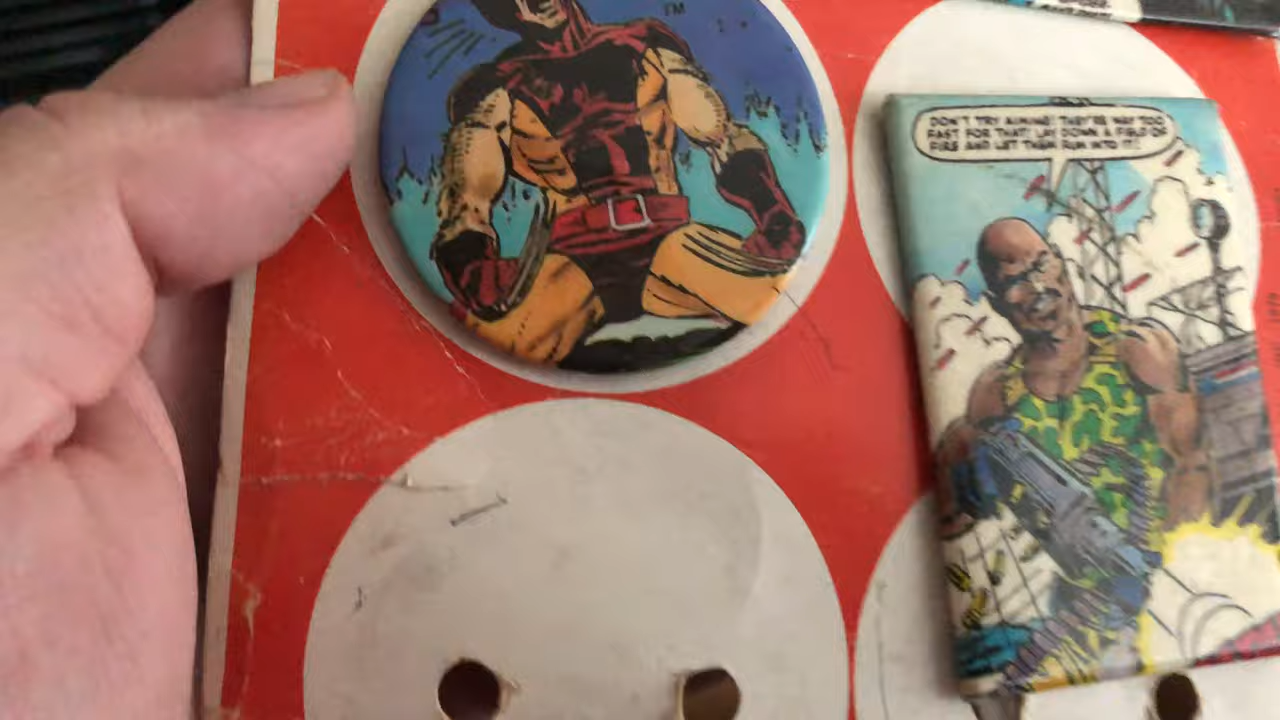 TM
DON'T TRY AIMING! THEY'RE WAY TOO
FAST FOR THAT! LAY DOWN A FIELD OF
FIRE AND LET THEM RUN INTO IT!